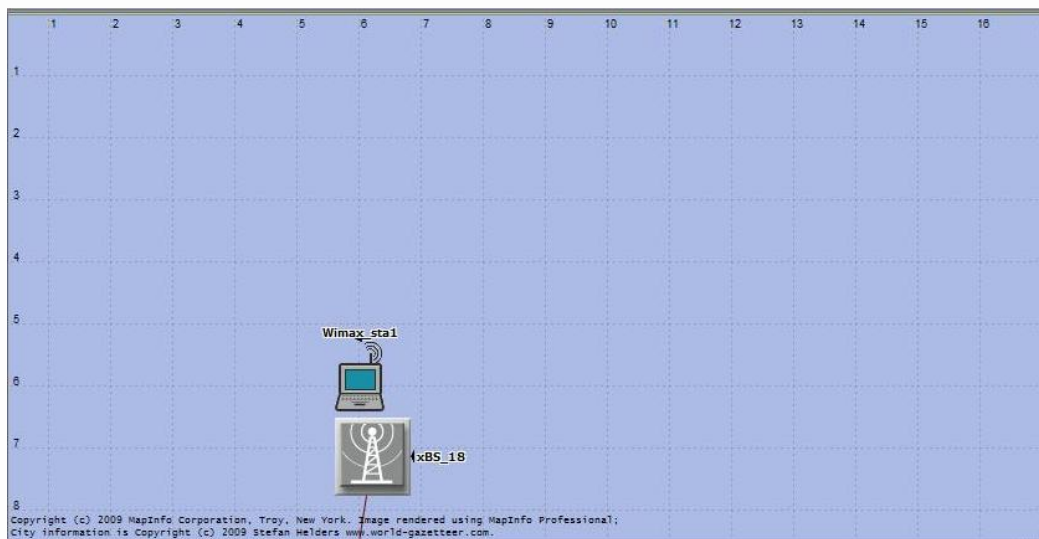 1 2 3 4 5 6 7 8 9 10 11 12 13 14 15 16
1
2
3
4
5
Wimax_sta1
6
7
xBS_18
8
Copyright (c) 2009 MapInfo Corporation, Troy, New York. Image rendered using MapInfo Professional;
City information is Copyright (c) 2009 Stefan Helders www.world-gazetteer.com.